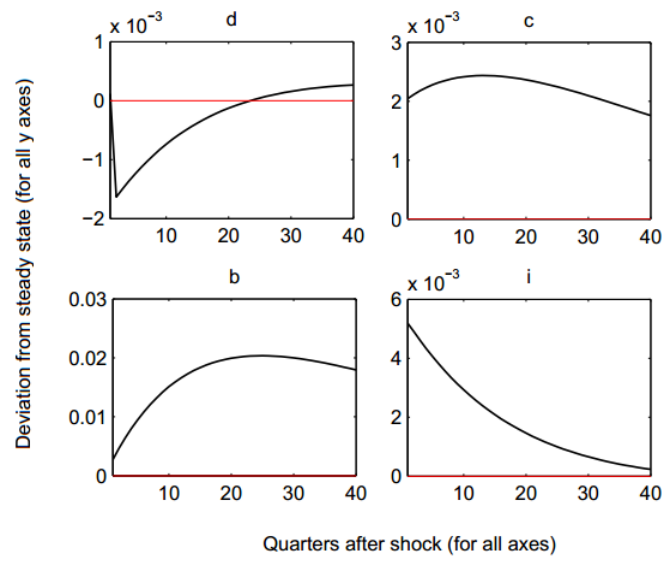 Deviation from steady state (for all y axes)
d
x 10⁻³
1
0
−1
−2
10 20 30 40
c
x 10⁻³
3
2
1
0
10 20 30 40
b
0.03
0.02
0.01
0
10 20 30 40
i
x 10⁻³
6
4
2
0
10 20 30 40
Quarters after shock (for all axes)